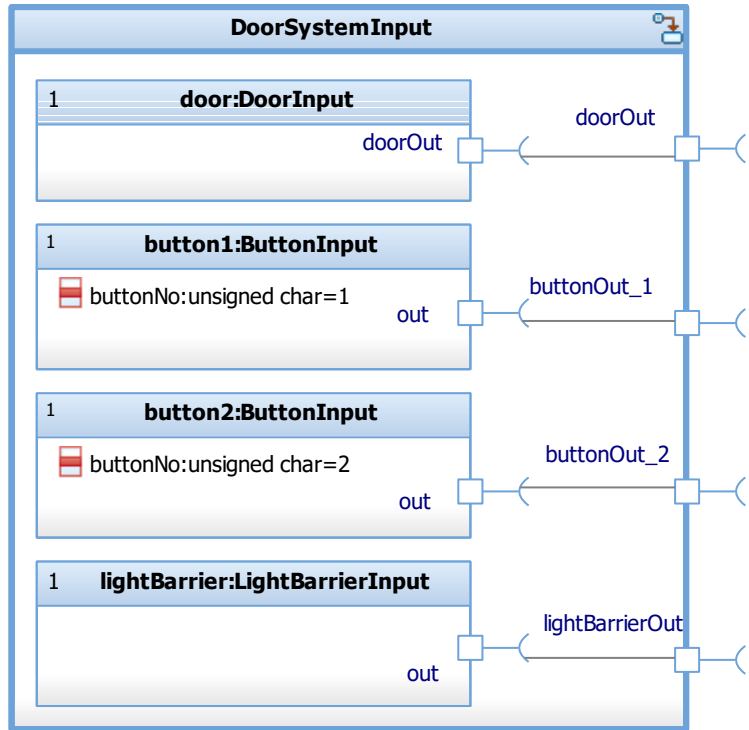 DoorSystemInput
1 door:DoorInput
doorOut
doorOut
1 button1:ButtonInput
buttonNo:unsigned char=1
out
buttonOut_1
1 button2:ButtonInput
buttonNo:unsigned char=2
out
buttonOut_2
1 lightBarrier:LightBarrierInput
out
lightBarrierOut